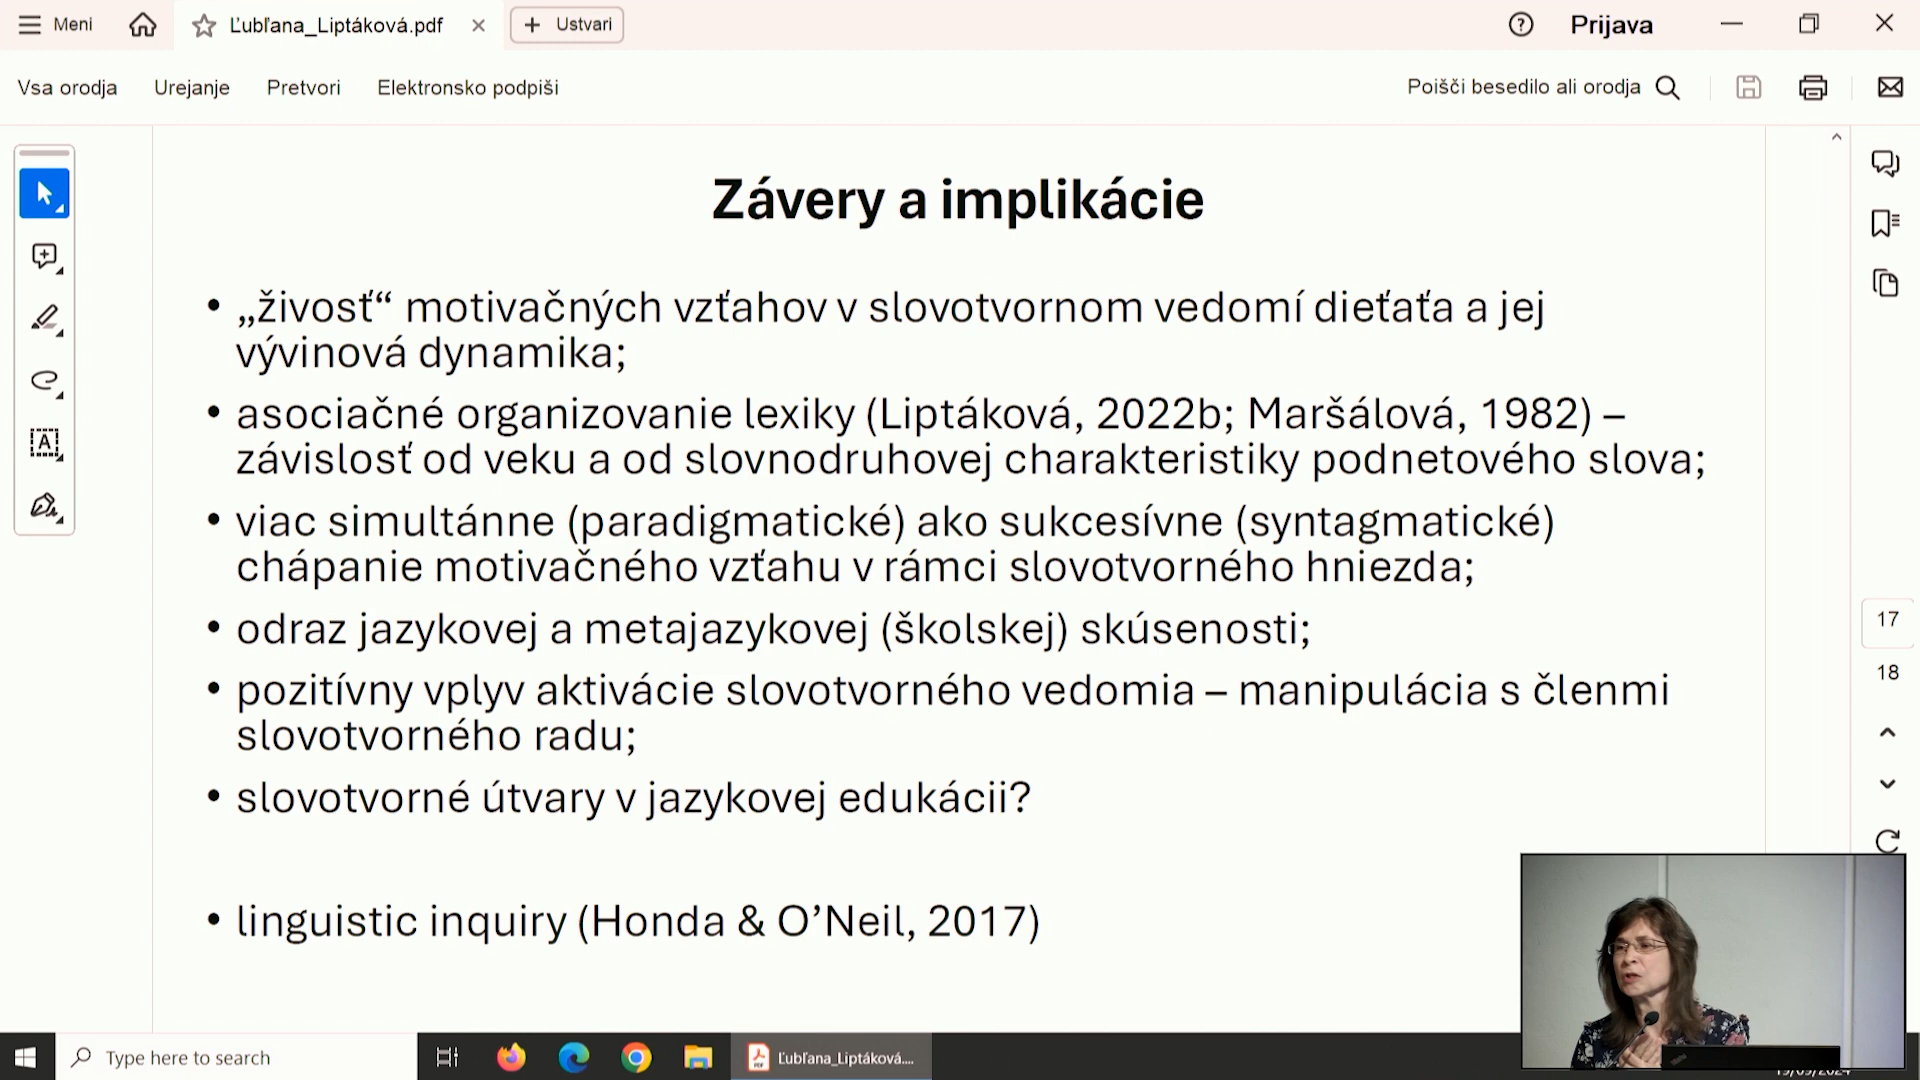 Meni
Ľubľana_Liptáková.pdf
Ustvari
Prijava
Vsa orodja
Urejanje
Pretvori
Elektronsko podpiši
Poišči besedilo ali orodja
Závery a implikácie
• „živosť“ motivačných vzťahov v slovotvornom vedomí dieťaťa a jej
vývinová dynamika;
• asociačné organizovanie lexiky (Liptáková, 2022b; Maršálová, 1982) –
závislosť od veku a od slovnodruhovej charakteristiky podnetového slova;
• viac simultánne (paradigmatické) ako sukcesívne (syntagmatické)
chápanie motivačného vzťahu v rámci slovotvorného hniezda;
• odraz jazykovej a metajazykovej (školskej) skúsenosti;
• pozitívny vplyv aktivácie slovotvorného vedomia – manipulácia s členmi
slovotvorného radu;
• slovotvorné útvary v jazykovej edukácii?
• linguistic inquiry (Honda & O’Neil, 2017)
17
18
Type here to search
Ľubľana_Liptáková....